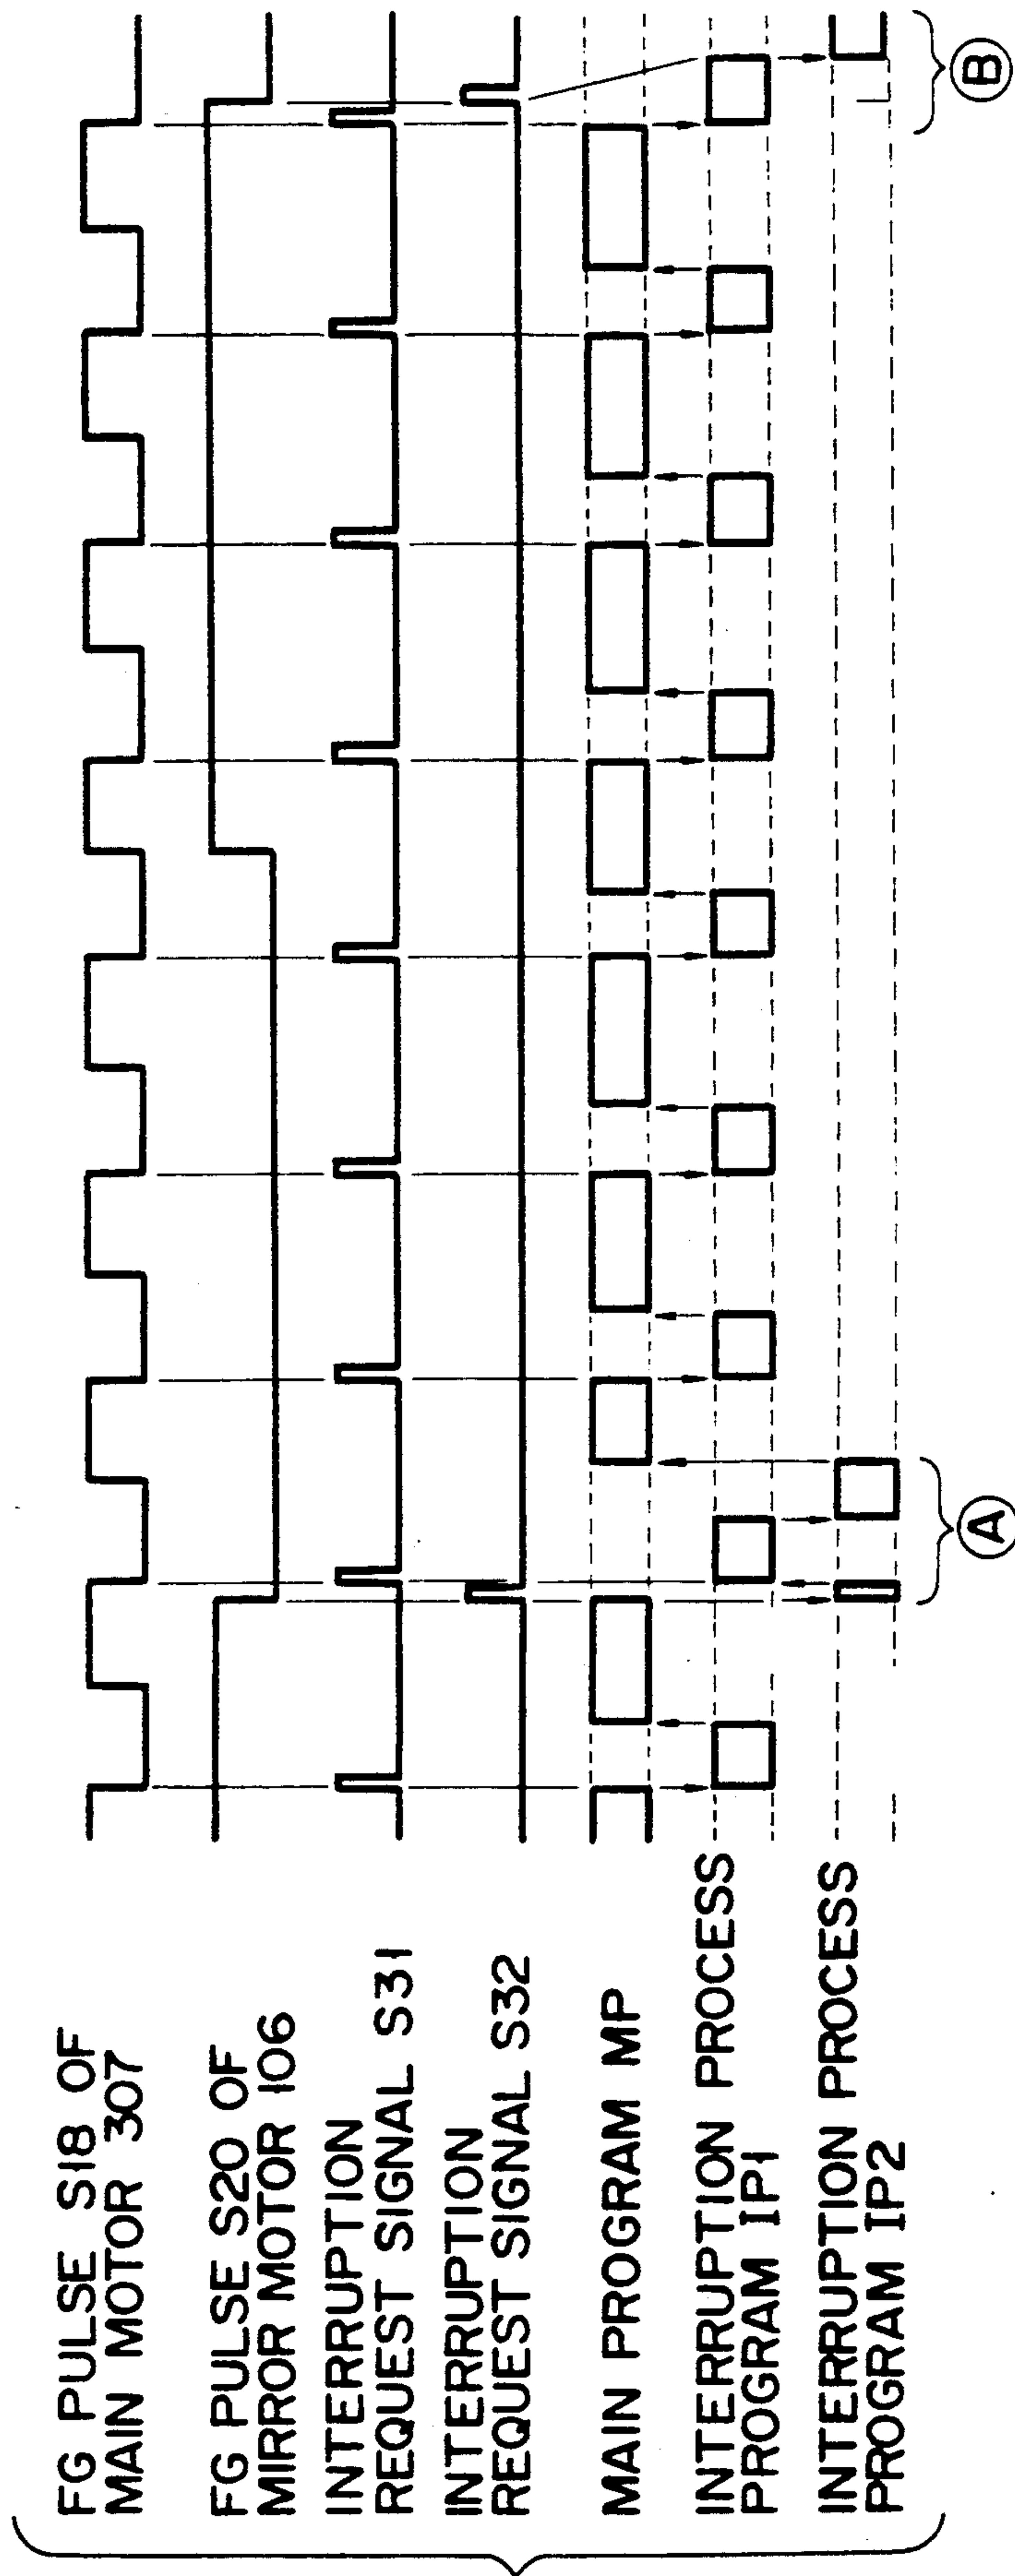 FG PULSE S18 OF
MAIN MOTOR 307
FG PULSE S20 OF
MIRROR MOTOR 106
INTERRUPTION
REQUEST SIGNAL S31
INTERRUPTION
REQUEST SIGNAL S32
MAIN PROGRAM MP
INTERRUPTION PROCESS
PROGRAM IP1
INTERRUPTION PROCESS
PROGRAM IP2
A
B